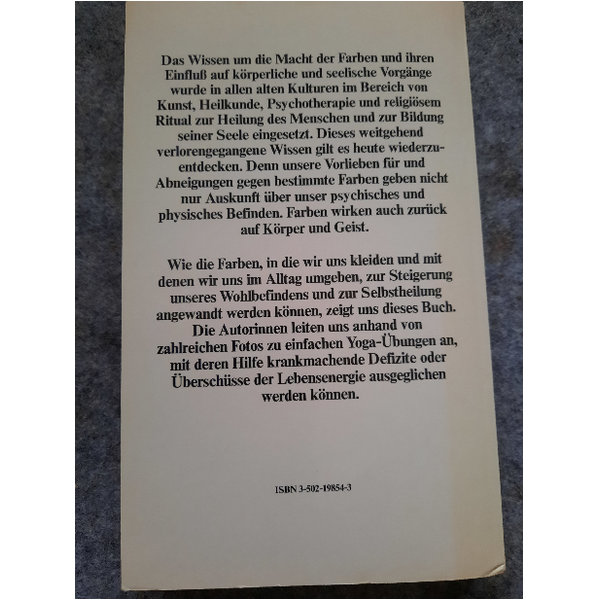 Das Wissen um die Macht der Farben und ihren
Einfluß auf körperliche und seelische Vorgänge
wurde in allen alten Kulturen im Bereich von
Kunst, Heilkunde, Psychotherapie und religiösem
Ritual zur Heilung des Menschen und zur Bildung
seiner Seele eingesetzt. Dieses weitgehend
verlorengegangene Wissen gilt es heute wiederzu-
entdecken. Denn unsere Vorlieben für und
Abneigungen gegen bestimmte Farben geben nicht
nur Auskunft über unser psychisches und
physisches Befinden. Farben wirken auch zurück
auf Körper und Geist.
Wie die Farben, in die wir uns kleiden und mit
denen wir uns im Alltag umgeben, zur Steigerung
unseres Wohlbefindens und zur Selbstheilung
angewandt werden können, zeigt uns dieses Buch.
Die Autorinnen leiten uns anhand von
zahlreichen Fotos zu einfachen Yoga-Übungen an,
mit deren Hilfe krankmachende Defizite oder
Überschüsse der Lebensenergie ausgeglichen
werden können.
ISBN 3-502-19854-3